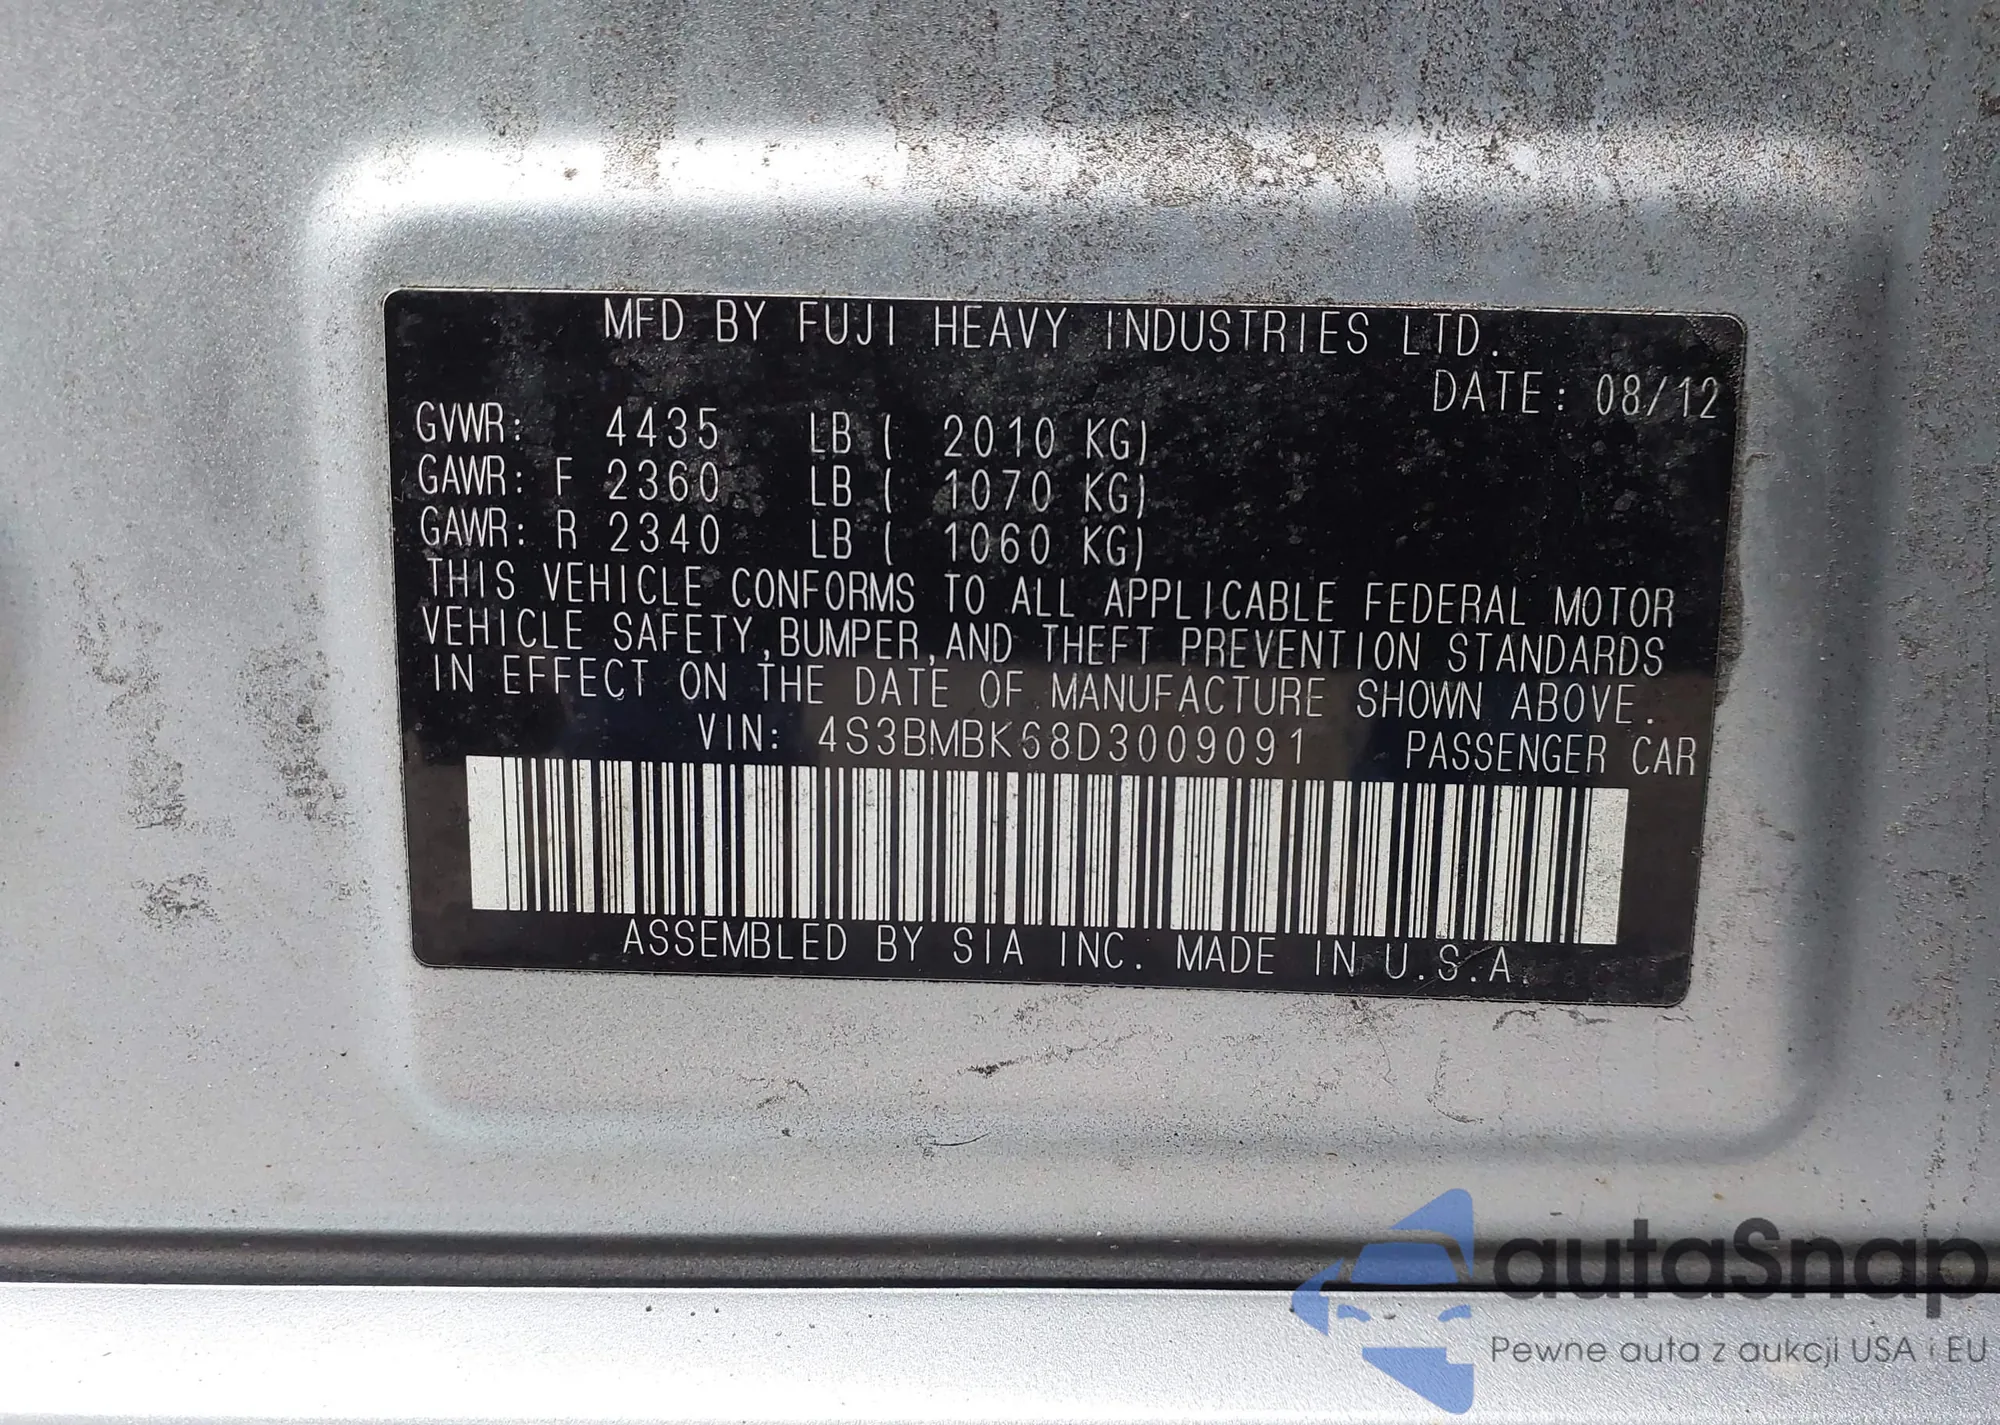 MFD BY FUJI HEAVY INDUSTRIES LTD.
DATE: 08/12
GVWR: 4435 LB ( 2010 KG)
GAWR: F 2360 LB ( 1070 KG)
GAWR: R 2340 LB ( 1060 KG)
THIS VEHICLE CONFORMS TO ALL APPLICABLE FEDERAL MOTOR
VEHICLE SAFETY,BUMPER,AND THEFT PREVENTION STANDARDS
IN EFFECT ON THE DATE OF MANUFACTURE SHOWN ABOVE.
VIN: 4S3BMBK68D3009091 PASSENGER CAR
ASSEMBLED BY SIA INC. MADE IN U.S.A.
autaSnap
Pewne auta z aukcji USA i EU